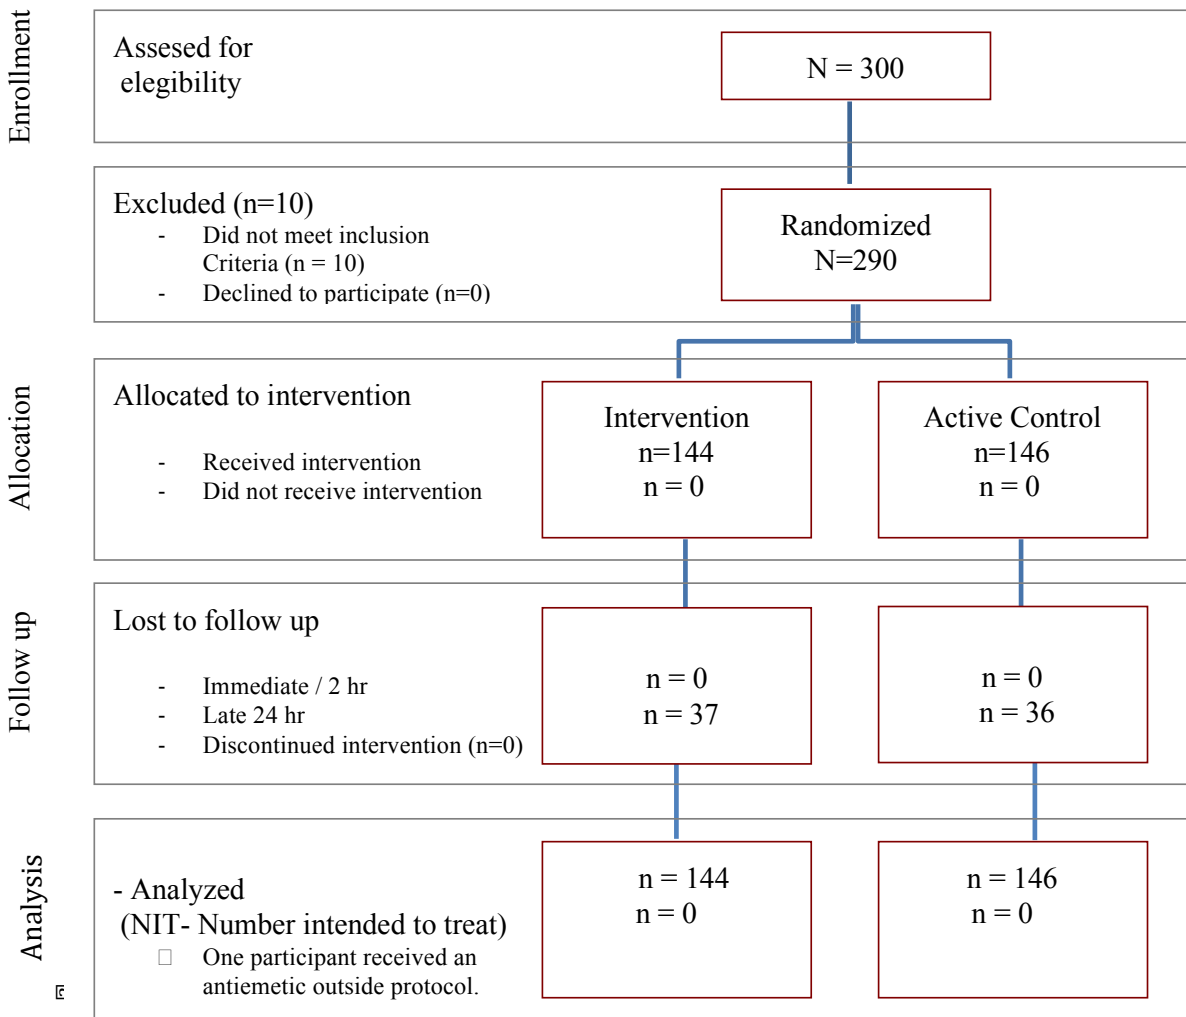 Enrollment
Assesed for
elegibility
N = 300
Excluded (n=10)
- Did not meet inclusion
Criteria (n = 10)
- Declined to participate (n=0)
Randomized
N=290
Allocation
Allocated to intervention
- Received intervention
- Did not receive intervention
Intervention
n=144
n = 0
Active Control
n=146
n = 0
Follow up
Lost to follow up
- Immediate / 2 hr
- Late 24 hr
- Discontinued intervention (n=0)
n = 0
n = 37
n = 0
n = 36
Analysis
- Analyzed
(NIT- Number intended to treat)
One participant received an
antiemetic outside protocol.
n = 144
n = 0
n = 146
n = 0